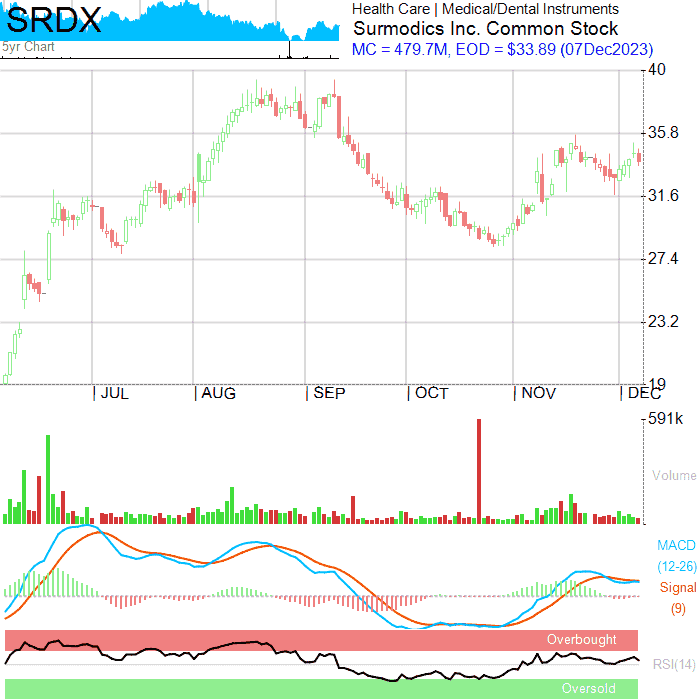 SRDX
5yr Chart
Health Care | Medical/Dental Instruments
Surmodics Inc. Common Stock
MC = 479.7M, EOD = $33.89 (07Dec2023)
40
35.8
31.6
27.4
23.2
19
JUL AUG SEP OCT NOV DEC
591k
Volume
MACD
(12-26)
Signal
(9)
Overbought
RSI(14)
Oversold